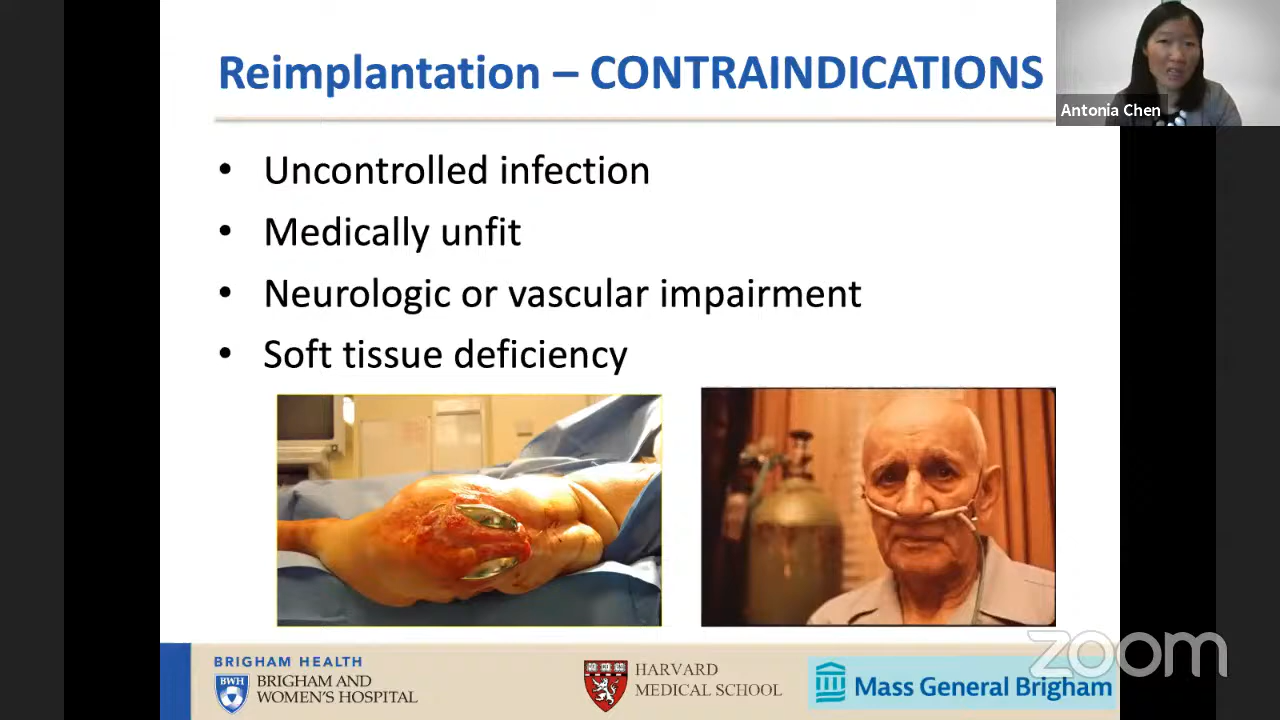 Reimplantation – CONTRAINDICATIONS
Antonia Chen
• Uncontrolled infection
• Medically unfit
• Neurologic or vascular impairment
• Soft tissue deficiency
zoom
BRIGHAM HEALTH
BWH
BRIGHAM AND
WOMEN'S HOSPITAL
HARVARD
MEDICAL SCHOOL
Mass General Brigham